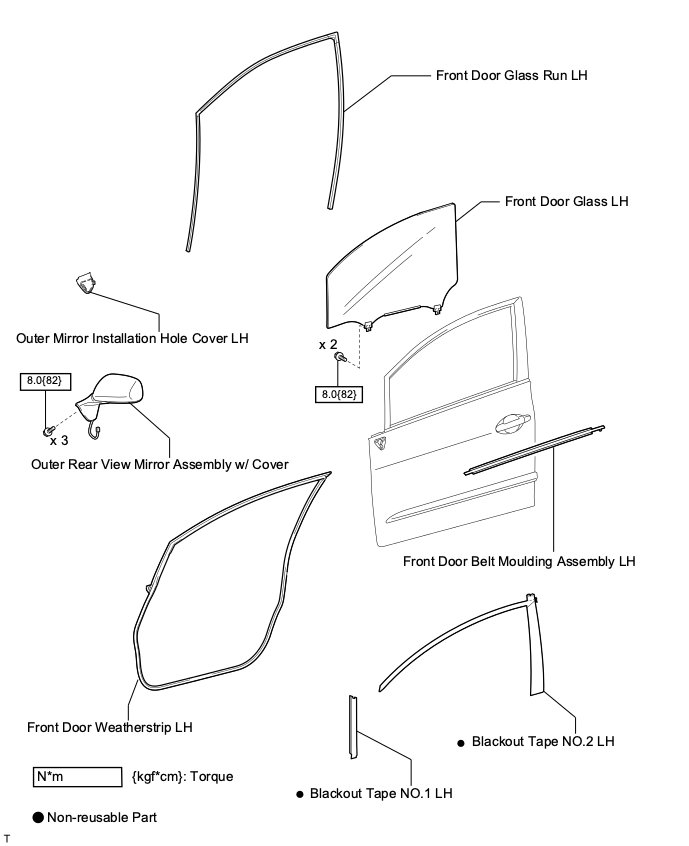 Front Door Glass Run LH
Front Door Glass LH
Outer Mirror Installation Hole Cover LH
x 2
8.0{82}
8.0{82}
x 3
Outer Rear View Mirror Assembly w/ Cover
Front Door Belt Moulding Assembly LH
Front Door Weatherstrip LH
● Blackout Tape NO.2 LH
N*m {kgf*cm}: Torque
● Blackout Tape NO.1 LH
● Non-reusable Part
T